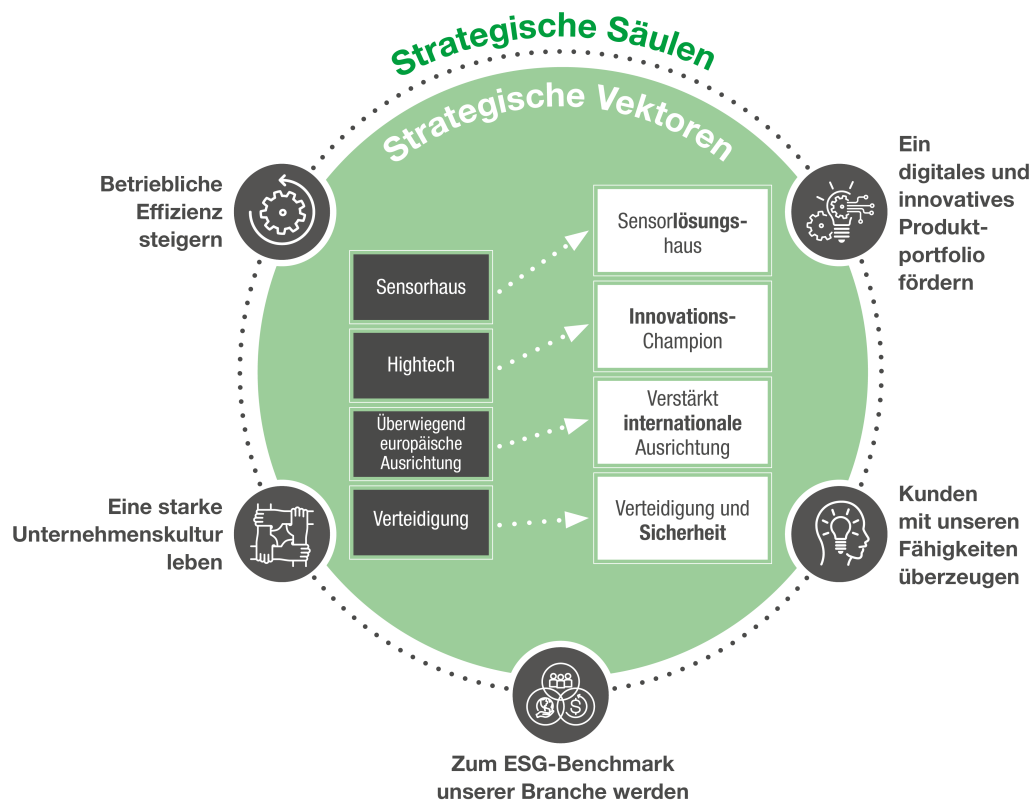 Strategische Säulen
Strategische Vektoren
Betriebliche
Effizienz
steigern
Ein
digitales und
innovatives
Produkt-
portfolio
fördern
Sensorhaus
Sensorlösungs-
haus
Hightech
Innovations-
Champion
Überwiegend
europäische
Ausrichtung
Verstärkt
internationale
Ausrichtung
Verteidigung
Verteidigung und
Sicherheit
Eine starke
Unternehmenskultur
leben
Kunden
mit unseren
Fähigkeiten
überzeugen
Zum ESG-Benchmark
unserer Branche werden